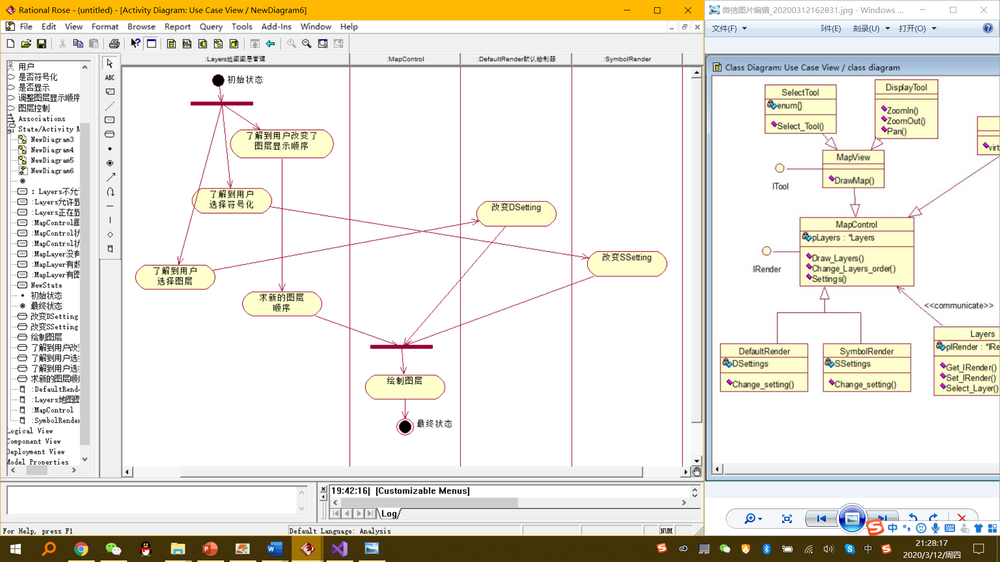 Rational Rose - (untitled) - [Activity Diagram: Use Case View / NewDiagram6]
File Edit View Format Browse Report Query Tools Add-Ins Window Help
用户
是否符号化
是否显示
调整图层显示顺序
图层控制
Associations
State/Activity M
NewDiagram3
NewDiagram4
NewDiagram5
NewDiagram6
: Layers不允
:Layers允许显
:Layers正在显
:MapControl画
:MapControl状
:MapControl状
:MapLayer没有
:MapLayer有数
:MapLayer有图
NewState
初始状态
最终状态
改变DSetting
改变SSetting
绘制图层
了解到用户改变
了解到用户选
了解到用户选
求新的图层顺
:DefaultRend
:Layers地图图
:MapControl
:SymbolRender
Logical View
Component View
Deployment View
Model Properties
ABC
:Layers地图图层管理
:MapControl
:DefaultRender默认绘制器
:SymbolRender
初始状态
了解到用户改变了
图层显示顺序
了解到用户
选择符号化
改变DSetting
改变SSetting
了解到用户
选择图层
求新的图层
顺序
绘制图层
最终状态
19:42:16| [Customizable Menus]
Log
For Help, press F1
Default Language: Analysis
NUM
微信图片编辑_20200312162831.jpg - Windows ...
文件(F)
件(E)
刻录(U)
打开(O)
Class Diagram: Use Case View / class diagram
SelectTool
enum{}
Select_Tool()
DisplayTool
ZoomIn()
ZoomOut()
Pan()
virt
MapView
DrawMap()
ITool
MapControl
pLayers : *Layers
Draw_Layers()
Change_Layers_order()
Settings()
IRender
<<communicate>>
DefaultRender
DSettings
Change_setting()
SymbolRender
SSettings
Change_setting()
Layers
pIRender : *IRe
Get_IRender()
Set_IRender()
Select_Layer()
中
中
21:28:17
2020/3/12/周四